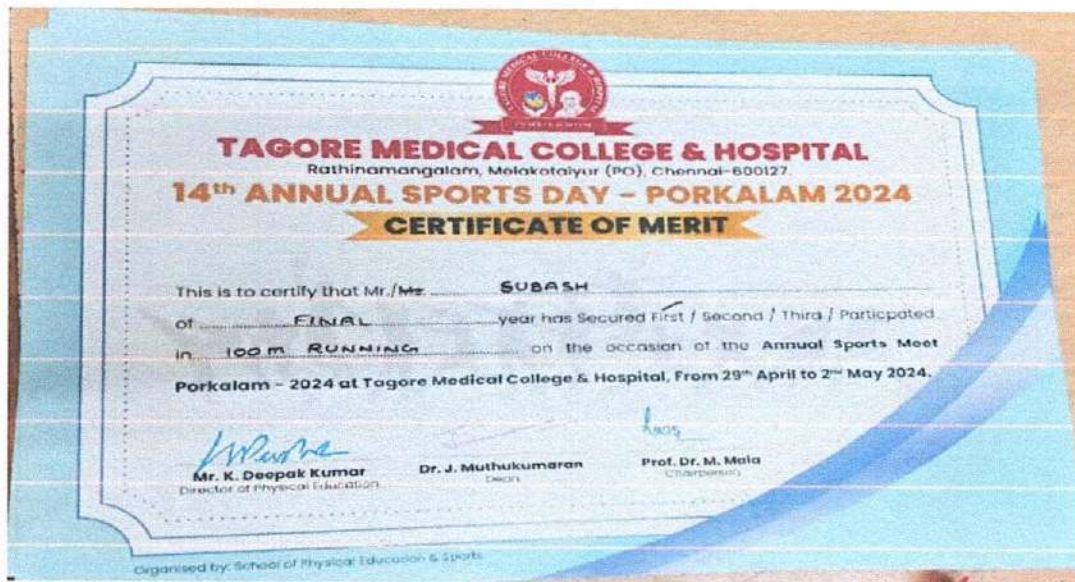 TAGORE MEDICAL COLLEGE & HOSPITAL
TAGORE MEDICAL COLLEGE & HOSPITAL
Rathinamangalam, Melakotaiyur (PO), Chennai-600127
14th ANNUAL SPORTS DAY - PORKALAM 2024
CERTIFICATE OF MERIT
This is to certify that Mr./Ms. SUBASH
of FINAL year has Secured First / Second / Third / Particpated
in 100 m RUNNING on the occasion of the Annual Sports Meet
Porkalam - 2024 at Tagore Medical College & Hospital, From 29th April to 2nd May 2024.
Mr. K. Deepak Kumar Dr. J. Muthukumaran Prof. Dr. M. Mala
Director of Physical Education Dean Chairperson
Organised by: School of Physical Education & Sports